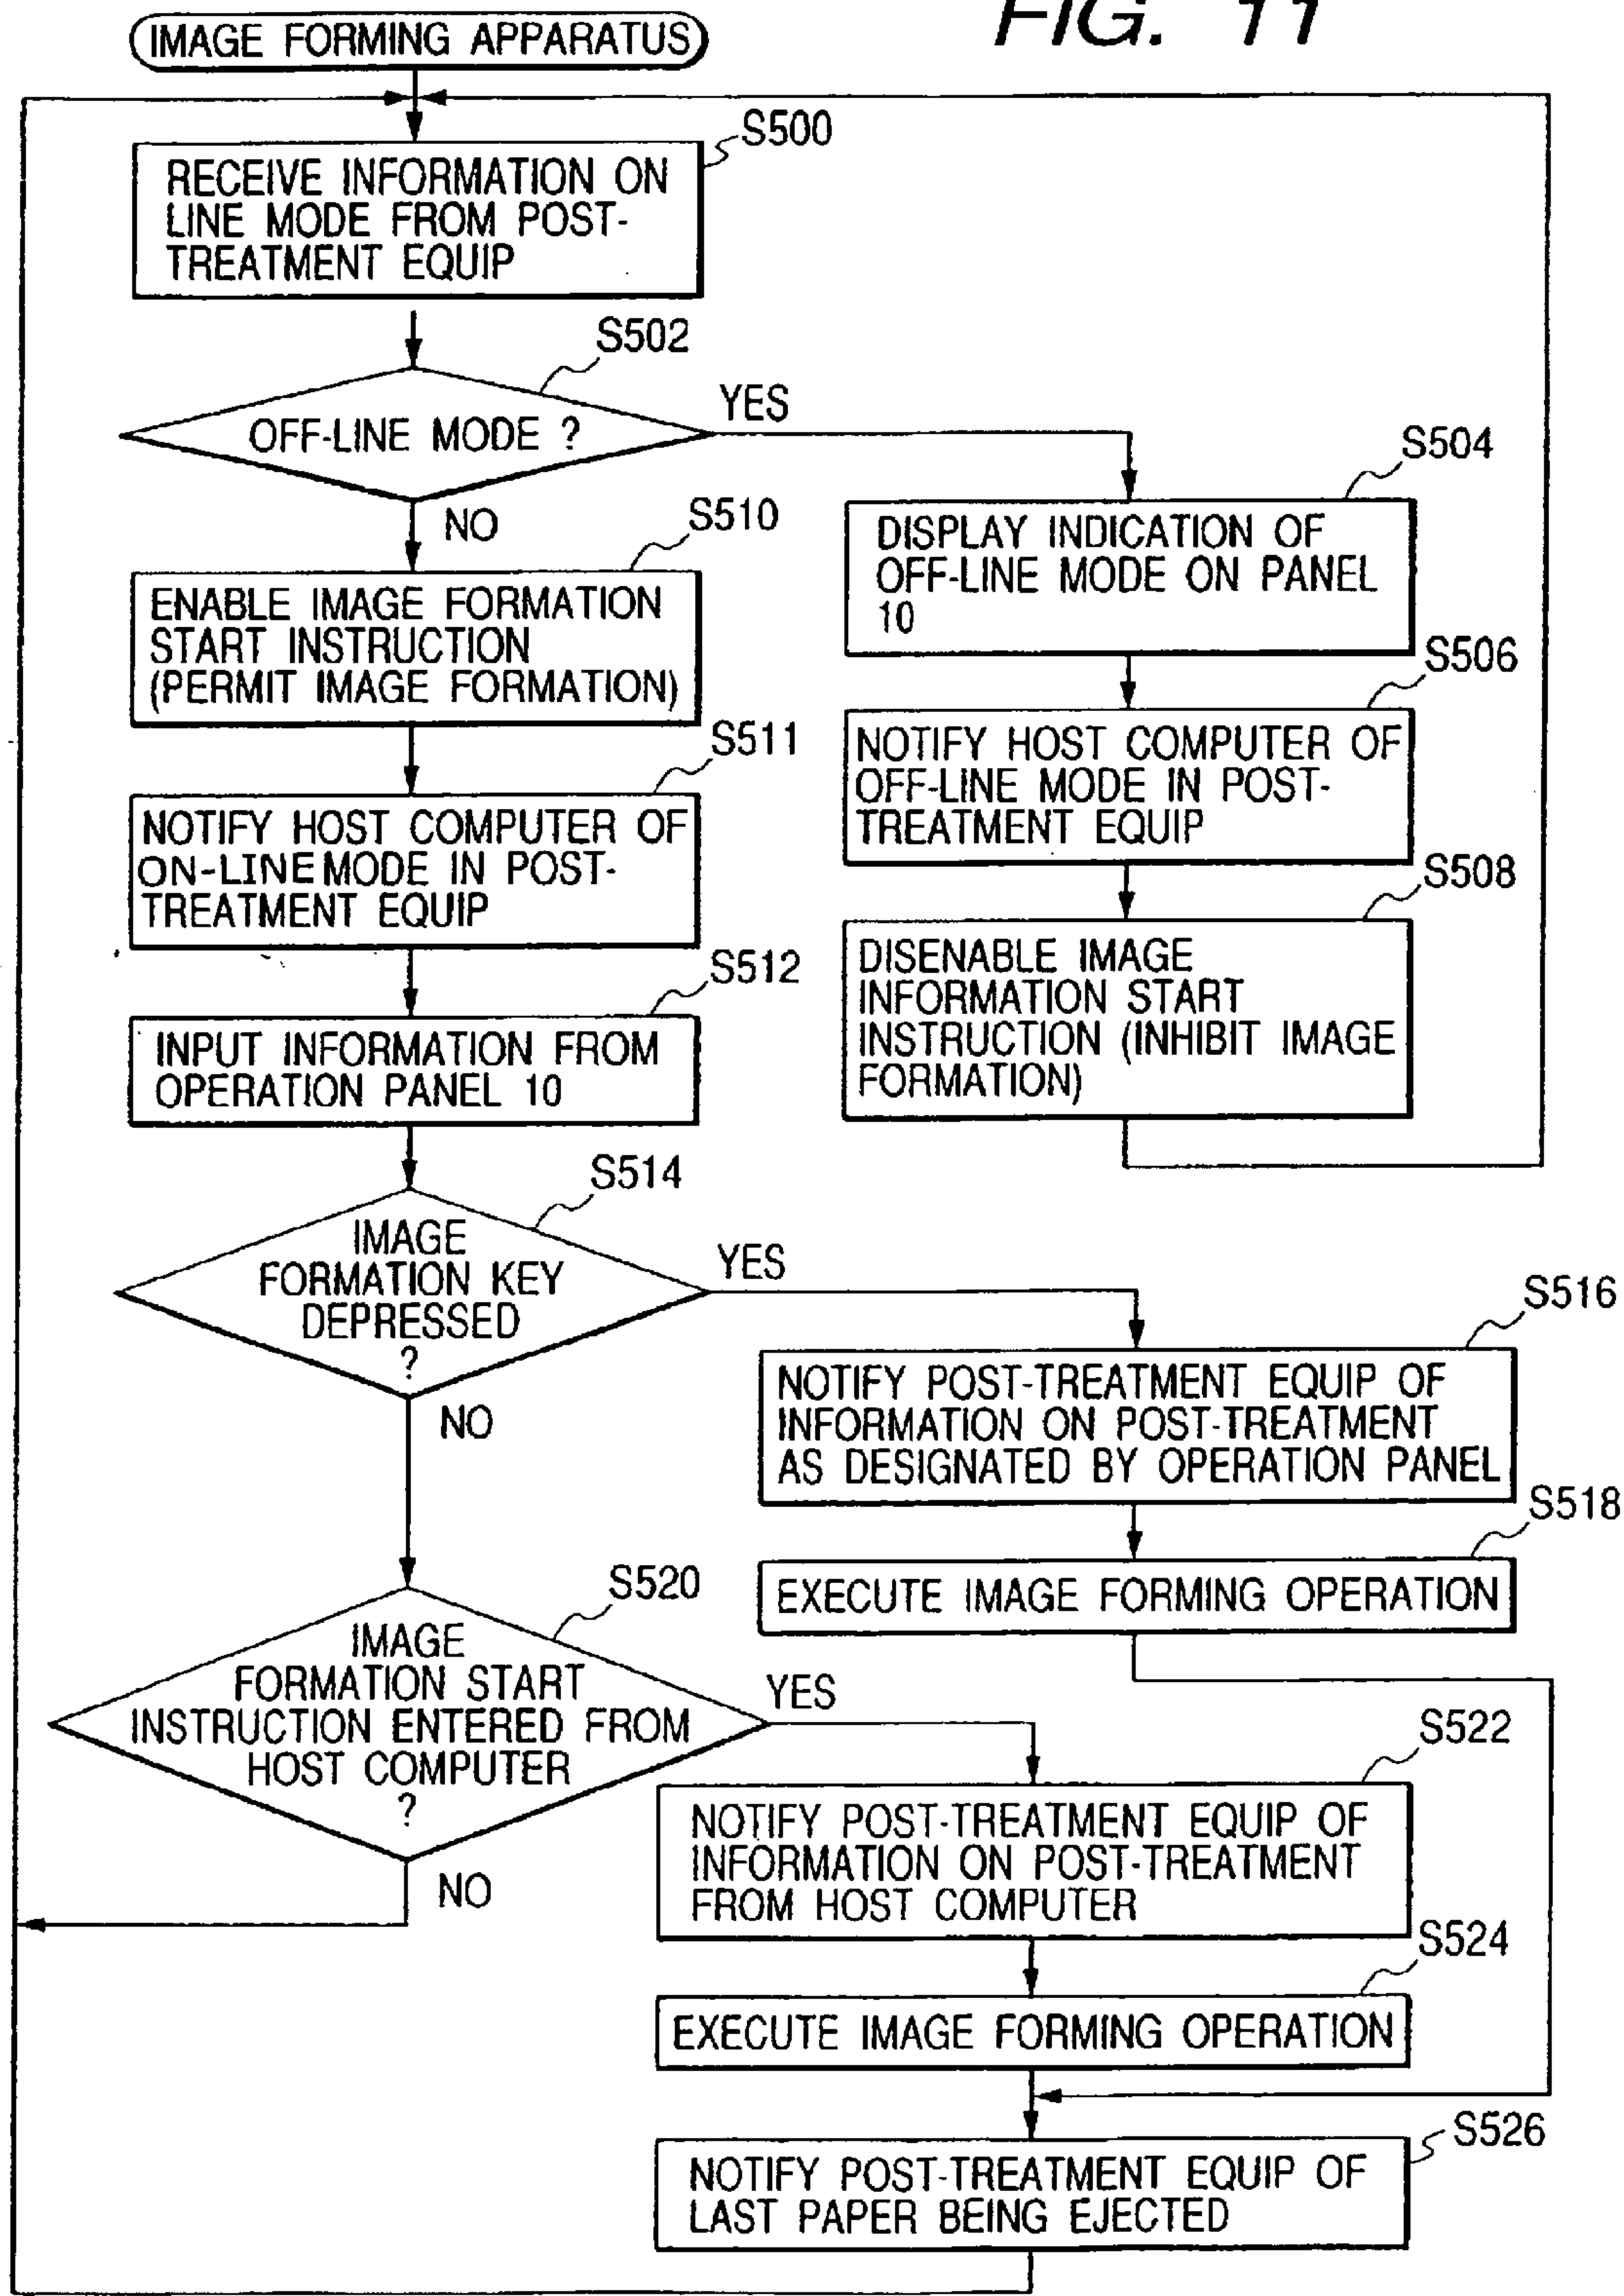 FIG. 11
IMAGE FORMING APPARATUS
S500
RECEIVE INFORMATION ON
LINE MODE FROM POST-
TREATMENT EQUIP
S502
OFF-LINE MODE ?
YES
NO
S504
DISPLAY INDICATION OF
OFF-LINE MODE ON PANEL
10
S506
NOTIFY HOST COMPUTER OF
OFF-LINE MODE IN POST-
TREATMENT EQUIP
S508
DISENABLE IMAGE
INFORMATION START
INSTRUCTION (INHIBIT IMAGE
FORMATION)
S510
ENABLE IMAGE FORMATION
START INSTRUCTION
(PERMIT IMAGE FORMATION)
S511
NOTIFY HOST COMPUTER OF
ON-LINE MODE IN POST-
TREATMENT EQUIP
S512
INPUT INFORMATION FROM
OPERATION PANEL 10
S514
IMAGE
FORMATION KEY
DEPRESSED
?
YES
NO
S516
NOTIFY POST-TREATMENT EQUIP OF
INFORMATION ON POST-TREATMENT
AS DESIGNATED BY OPERATION PANEL
S518
EXECUTE IMAGE FORMING OPERATION
S520
IMAGE
FORMATION START
INSTRUCTION ENTERED FROM
HOST COMPUTER
?
YES
NO
S522
NOTIFY POST-TREATMENT EQUIP OF
INFORMATION ON POST-TREATMENT
FROM HOST COMPUTER
S524
EXECUTE IMAGE FORMING OPERATION
S526
NOTIFY POST-TREATMENT EQUIP OF
LAST PAPER BEING EJECTED